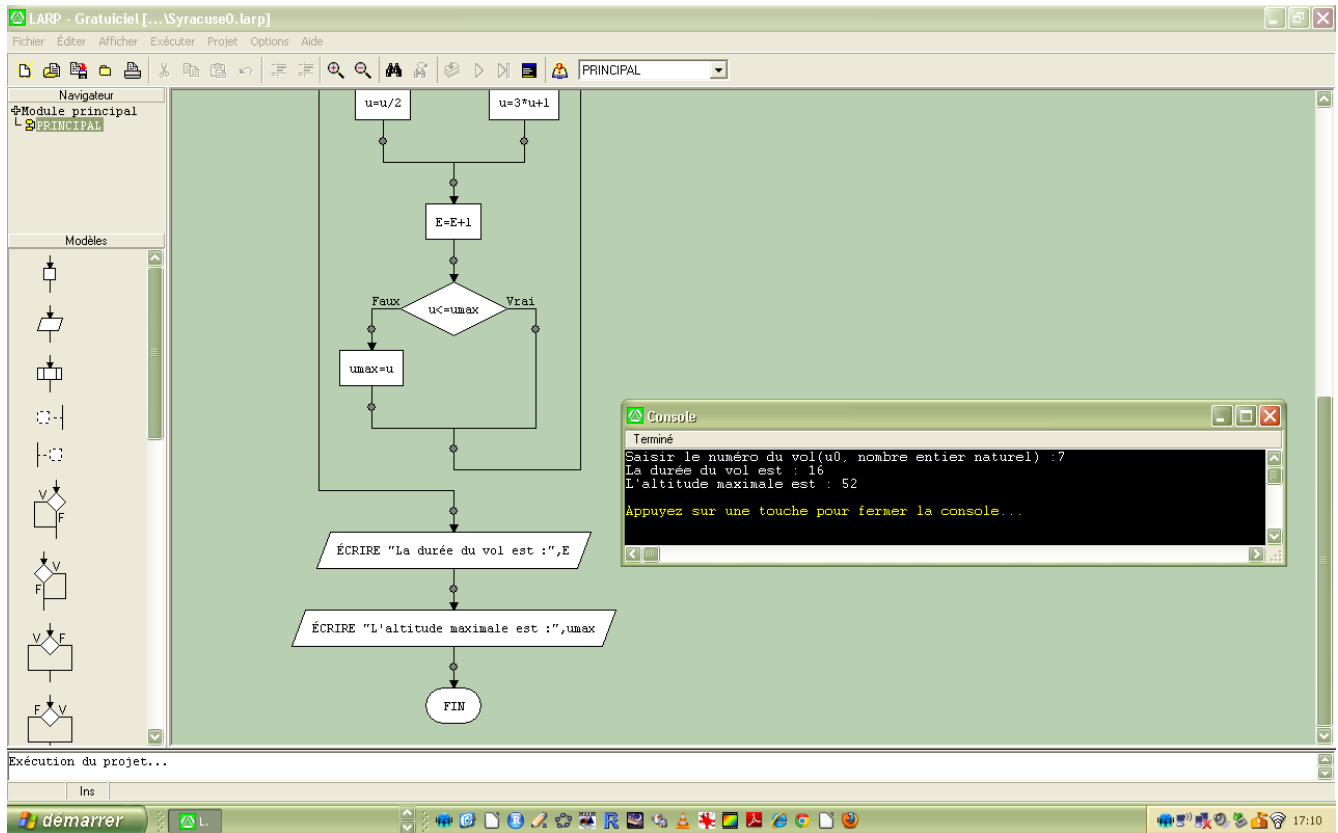 LARP - Gratuiciel [...\Syracuse0.larp]
Fichier Éditer Afficher Exécuter Projet Options Aide
PRINCIPAL
Navigateur
Module principal
PRINCIPAL
Modèles
V
F
V
F
V F
F V
u=u/2
u=3*u+1
E=E+1
Faux
u<=umax
Vrai
umax=u
ÉCRIRE "La durée du vol est :",E
ÉCRIRE "L'altitude maximale est :",umax
FIN
Console
Terminé
Saisir le numéro du vol(u0, nombre entier naturel) :7
La durée du vol est : 16
L'altitude maximale est : 52
Appuyez sur une touche pour fermer la console...
Exécution du projet...
Ins
démarrer
L.
17:10